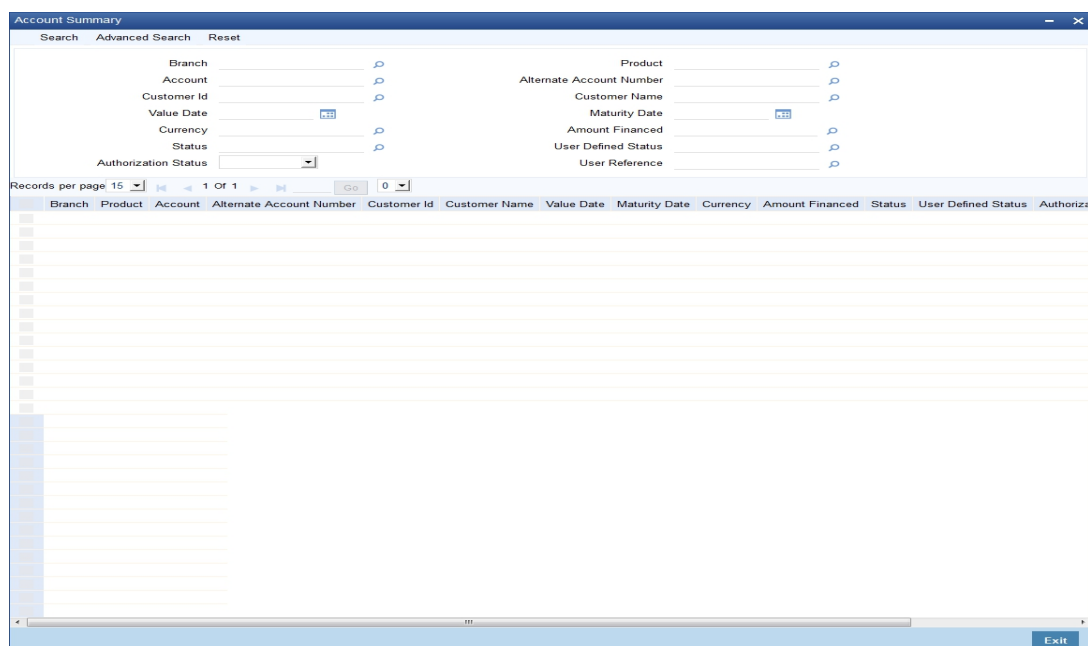 Account Summary
Search Advanced Search Reset
Branch Product
Account Alternate Account Number
Customer Id Customer Name
Value Date Maturity Date
Currency Amount Financed
Status User Defined Status
Authorization Status User Reference
Records per page 15 1 Of 1 Go 0
Branch Product Account Alternate Account Number Customer Id Customer Name Value Date Maturity Date Currency Amount Financed Status User Defined Status Authoriza
Exit